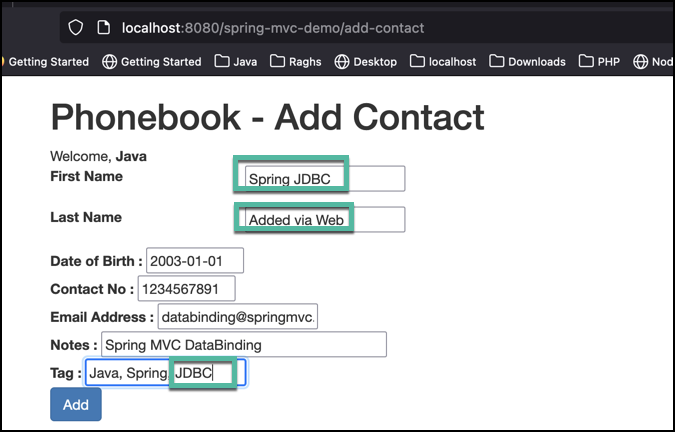 localhost:8080/spring-mvc-demo/add-contact
Getting Started Getting Started Java Raghs Desktop localhost Downloads PHP Nod
Phonebook - Add Contact
Welcome, Java
First Name Spring JDBC
Last Name Added via Web
Date of Birth : 2003-01-01
Contact No : 1234567891
Email Address : databinding@springmvc.
Notes : Spring MVC DataBinding
Tag : Java, Spring, JDBC
Add